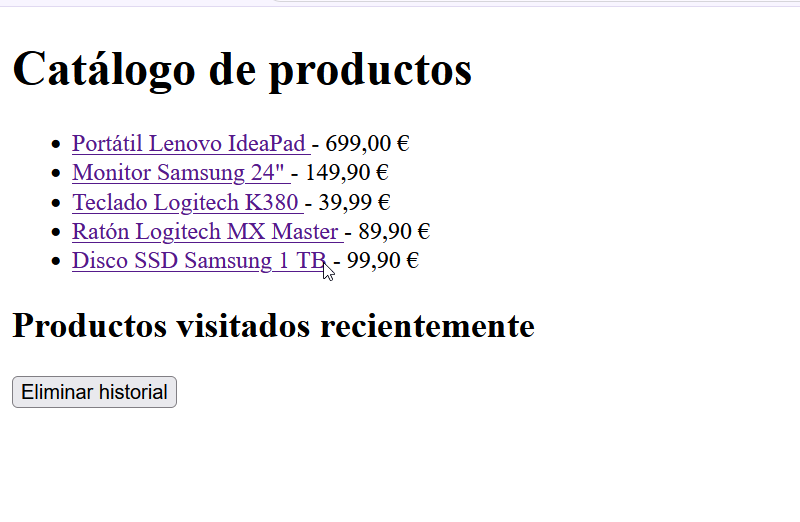 Catálogo de productos
Portátil Lenovo IdeaPad - 699,00 €
Monitor Samsung 24" - 149,90 €
Teclado Logitech K380 - 39,99 €
Ratón Logitech MX Master - 89,90 €
Disco SSD Samsung 1 TB - 99,90 €
Productos visitados recientemente
Eliminar historial